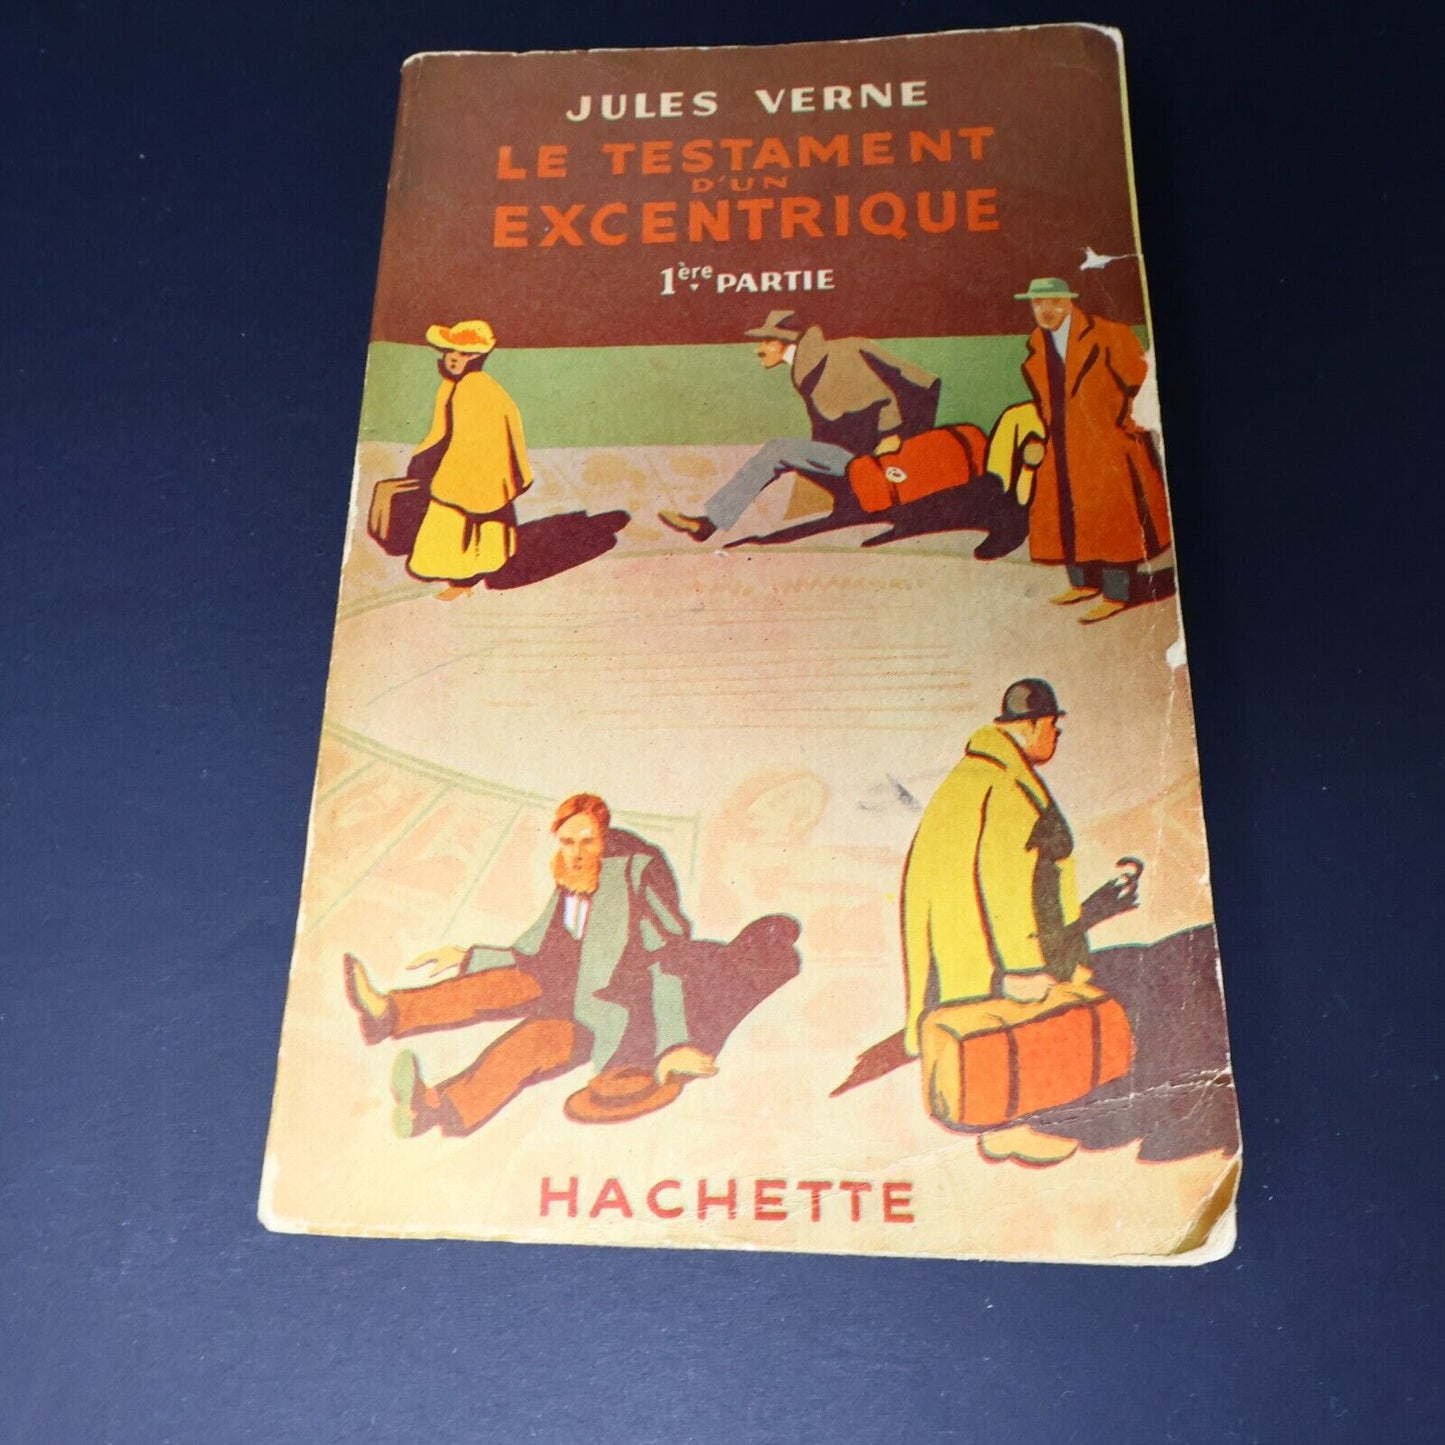 JULES VERNE
LE TESTAMENT
D'UN
EXCENTRIQUE
1ère PARTIE
HACHETTE